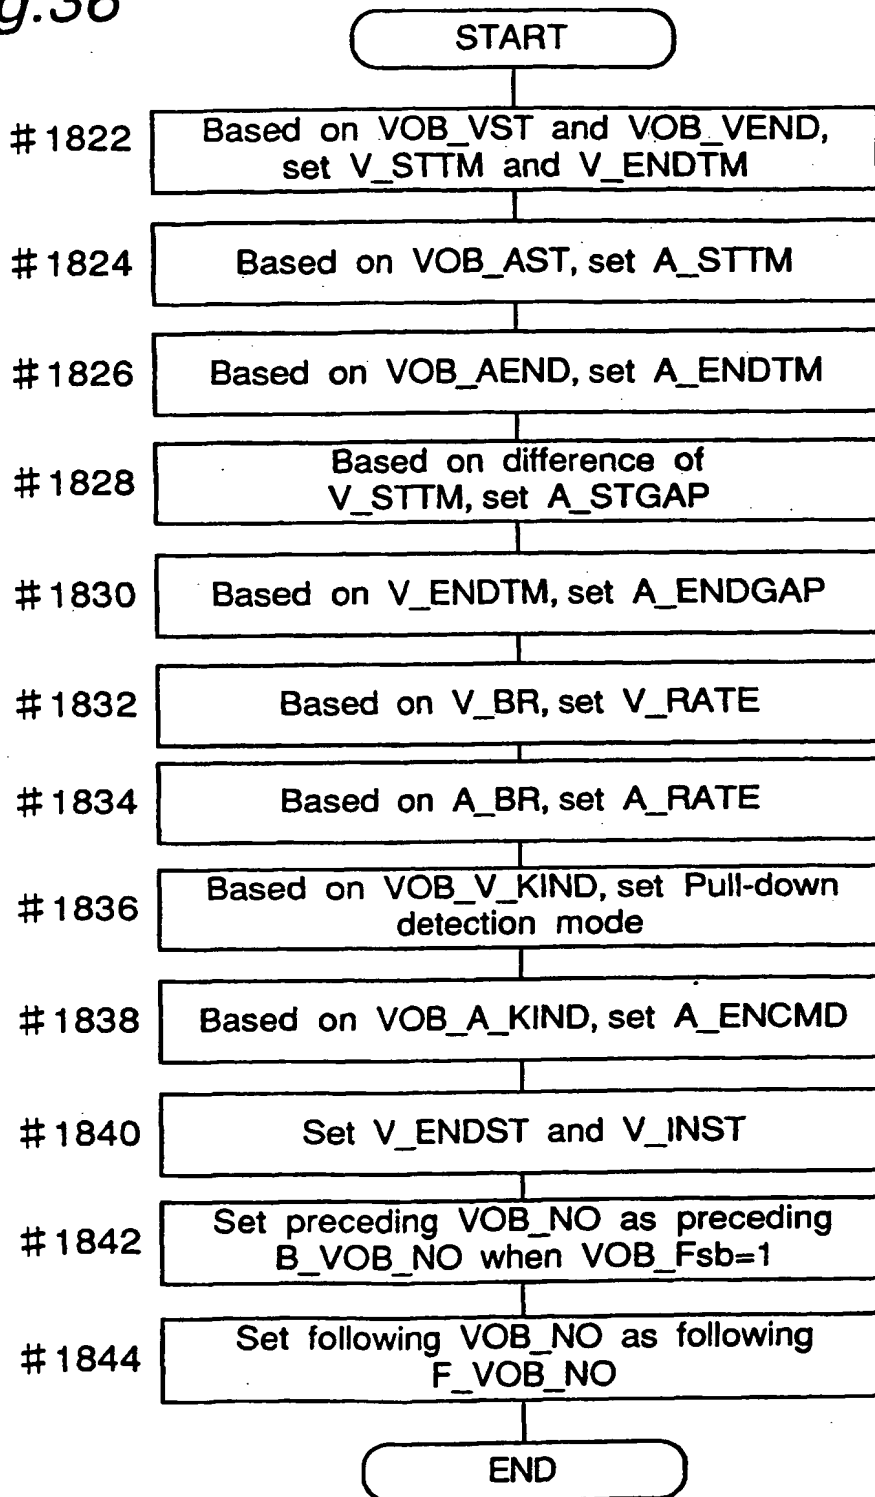 g.36
START
#1822
Based on VOB_VST and VOB_VEND,
set V_STTM and V_ENDTM
#1824
Based on VOB_AST, set A_STTM
#1826
Based on VOB_AEND, set A_ENDTM
#1828
Based on difference of
V_STTM, set A_STGAP
#1830
Based on V_ENDTM, set A_ENDGAP
#1832
Based on V_BR, set V_RATE
#1834
Based on A_BR, set A_RATE
#1836
Based on VOB_V_KIND, set Pull-down
detection mode
#1838
Based on VOB_A_KIND, set A_ENCMD
#1840
Set V_ENDST and V_INST
#1842
Set preceding VOB_NO as preceding
B_VOB_NO when VOB_Fsb=1
#1844
Set following VOB_NO as following
F_VOB_NO
END